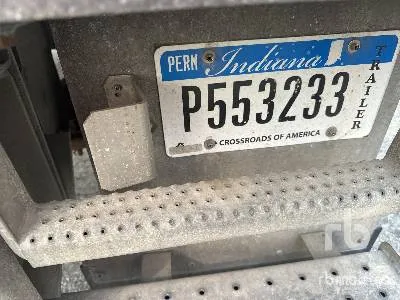 PERM Indiana
P553233 TRAILER
CROSSROADS OF AMERICA
rb